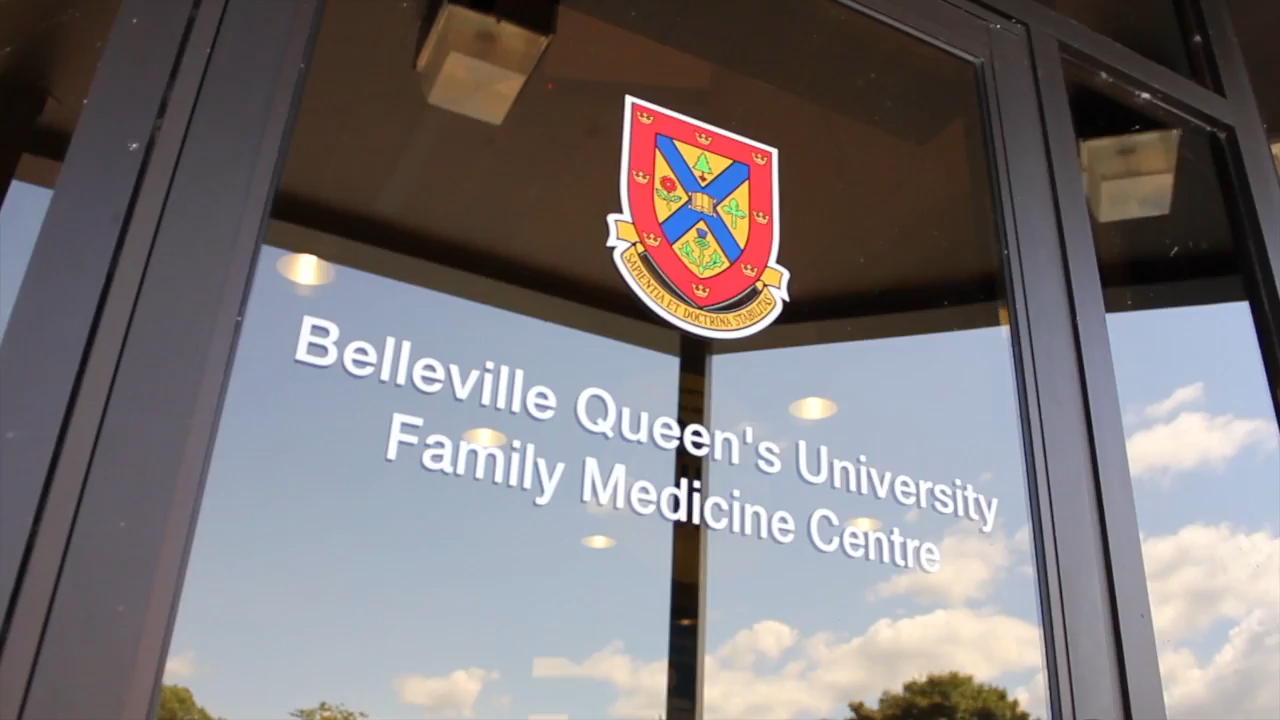 SAPIENTIA ET DOCTRINA STABILITAS
Belleville Queen's University
Family Medicine Centre